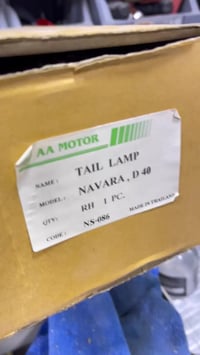 AA MOTOR
NAME : TAIL LAMP
MODEL : NAVARA , D 40
QTY : RH 1 PC.
CODE : NS-086
MADE IN THAILAND